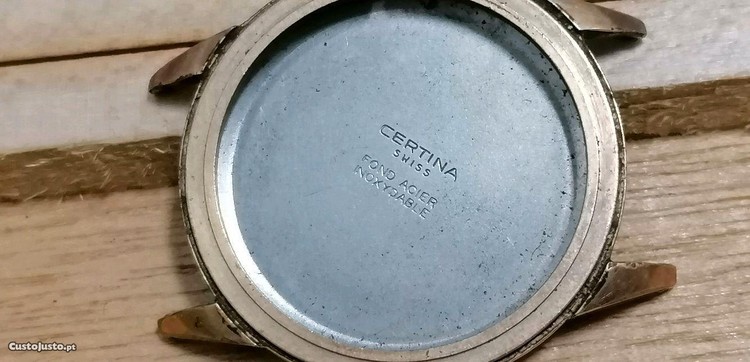 CERTINA
SWISS
FOND ACIER
INOXYDABLE
CustoJusto.pt